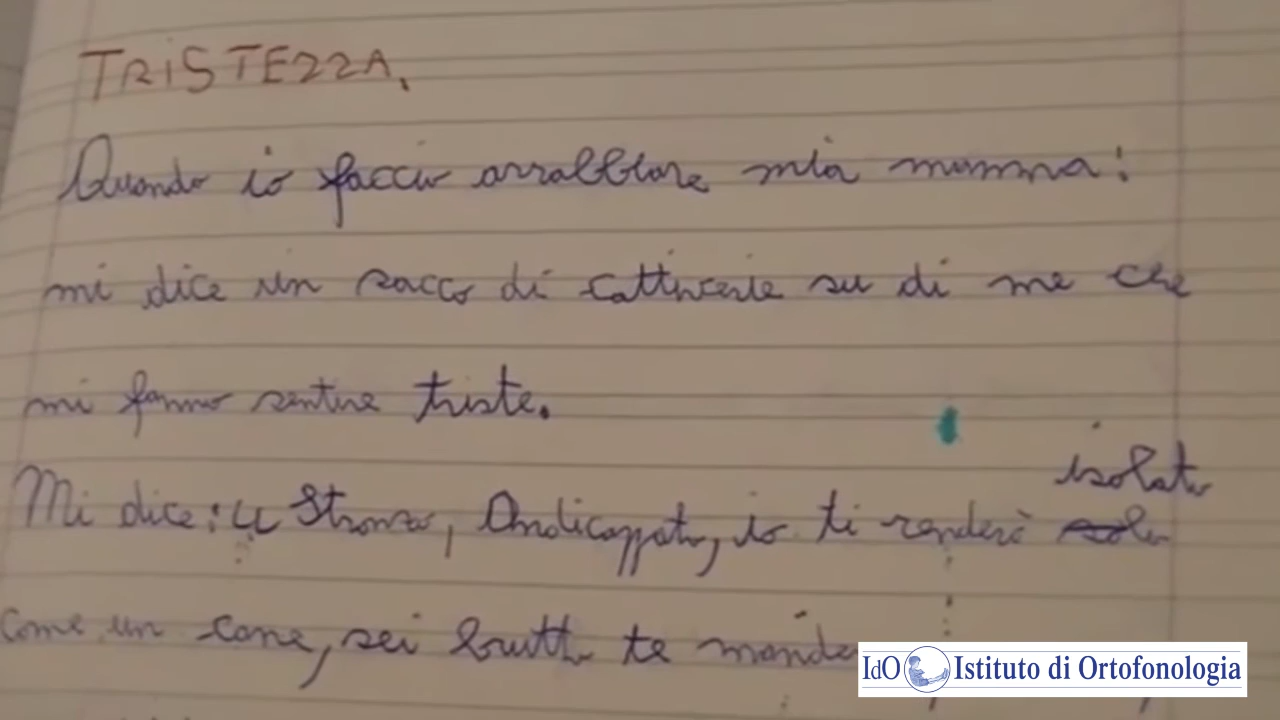 TRISTEZZA.
Quando io faccio arrabbiare mia mamma:
mi dice un sacco di cattiverie su di me che
mi fanno sentire triste.
isolato
Mi dice: " Stronzo, Andicappato, io ti renderò solo
come un cane, sei brutto te
IdO Istituto di Ortofonologia